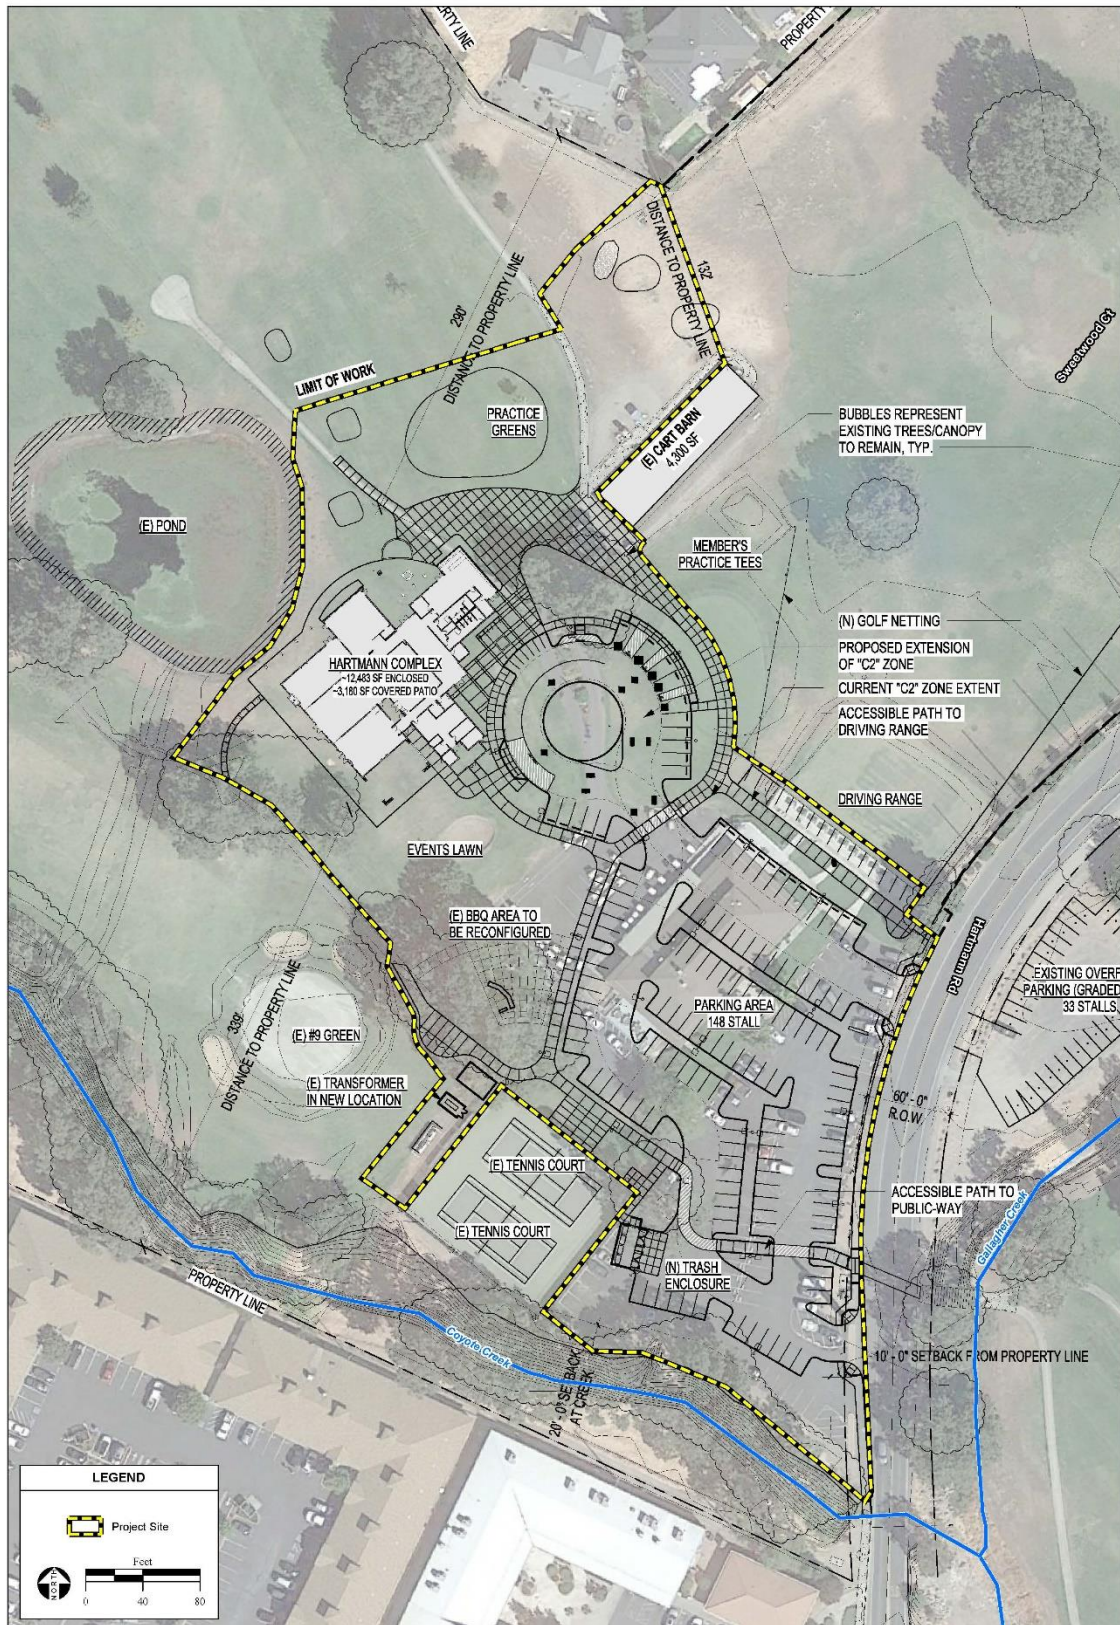 ERTY LINE
PROPERTY
DISTANCE TO PROPERTY LINE
132'
290'
DISTANCE TO PROPERTY LINE
LIMIT OF WORK
Sweetwood Ct
PRACTICE
GREENS
(E) CART BARN
4,300 SF
BUBBLES REPRESENT
EXISTING TREES/CANOPY
TO REMAIN, TYP.
(E) POND
MEMBER'S
PRACTICE TEES
(N) GOLF NETTING
PROPOSED EXTENSION
OF "C2" ZONE
CURRENT "C2" ZONE EXTENT
ACCESSIBLE PATH TO
DRIVING RANGE
HARTMANN COMPLEX
~12,483 SF ENCLOSED
~3,160 SF COVERED PATIO
DRIVING RANGE
EVENTS LAWN
(E) BBQ AREA TO
BE RECONFIGURED
Hartmann Rd
EXISTING OVERF
PARKING (GRADED
33 STALLS,
PARKING AREA
148 STALL
339'
DISTANCE TO PROPERTY LINE
(E) #9 GREEN
(E) TRANSFORMER
IN NEW LOCATION
60' - 0"
R.O.W.
(E) TENNIS COURT
(E) TENNIS COURT
ACCESSIBLE PATH TO
PUBLIC-WAY
Gallagher Creek
(N) TRASH
ENCLOSURE
PROPERTY LINE
Coyote Creek
20' - 0" SETBACK
AT CREEK
10' - 0" SETBACK FROM PROPERTY LINE
LEGEND
Project Site
NORTH
Feet
0 40 80